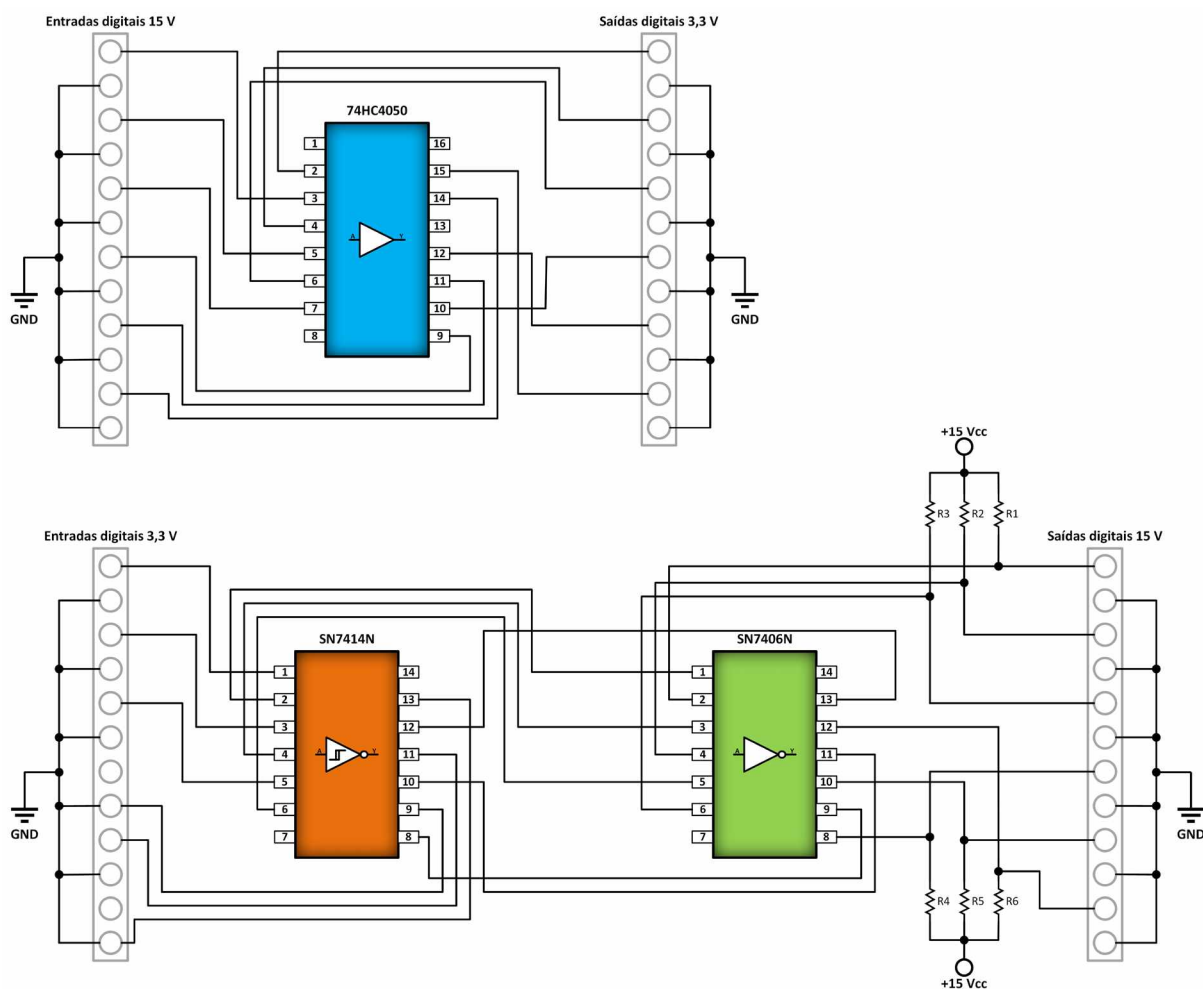 Entradas digitais 15 V
Saídas digitais 3,3 V
74HC4050
1 16
2 15
3 14
4 13
A Y
5 12
6 11
7 10
8 9
GND
GND
+15 Vcc
R3 R2 R1
Entradas digitais 3,3 V
Saídas digitais 15 V
SN7414N
SN7406N
1 14 1 14
2 13 2 13
3 12 3 12
4 11 4 11
A Y A Y
5 10 5 10
6 9 6 9
7 8 7 8
GND
GND
R4 R5 R6
+15 Vcc